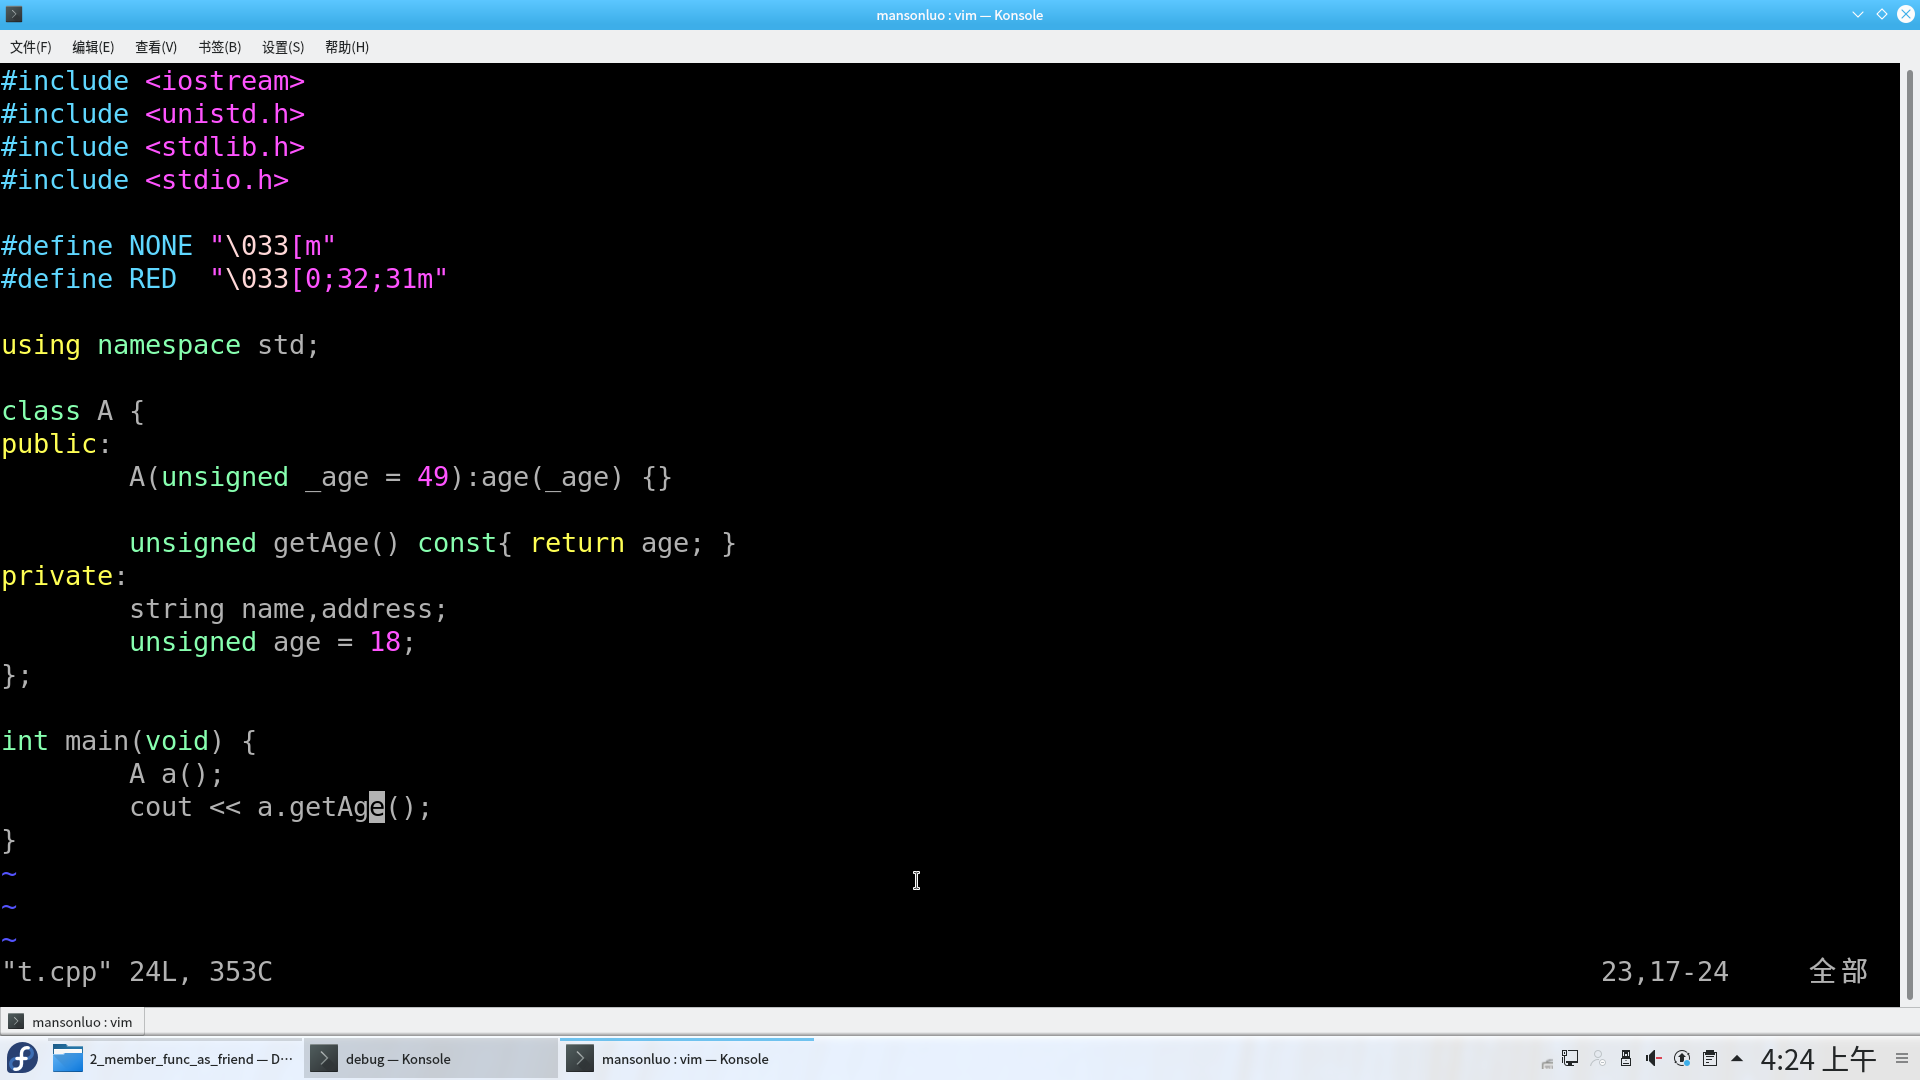 mansonluo : vim — Konsole
文件(F) 编辑(E) 查看(V) 书签(B) 设置(S) 帮助(H)
#include <iostream>
#include <unistd.h>
#include <stdlib.h>
#include <stdio.h>
#define NONE "\033[m"
#define RED  "\033[0;32;31m"
using namespace std;
class A {
public:
        A(unsigned _age = 49):age(_age) {}
        unsigned getAge() const{ return age; }
private:
        string name,address;
        unsigned age = 18;
};
int main(void) {
        A a();
        cout << a.getAge();
}
~
~
~
"t.cpp" 24L, 353C 23,17-24 全部
mansonluo : vim
2_member_func_as_friend — D··· debug — Konsole mansonluo : vim — Konsole 4:24 上午